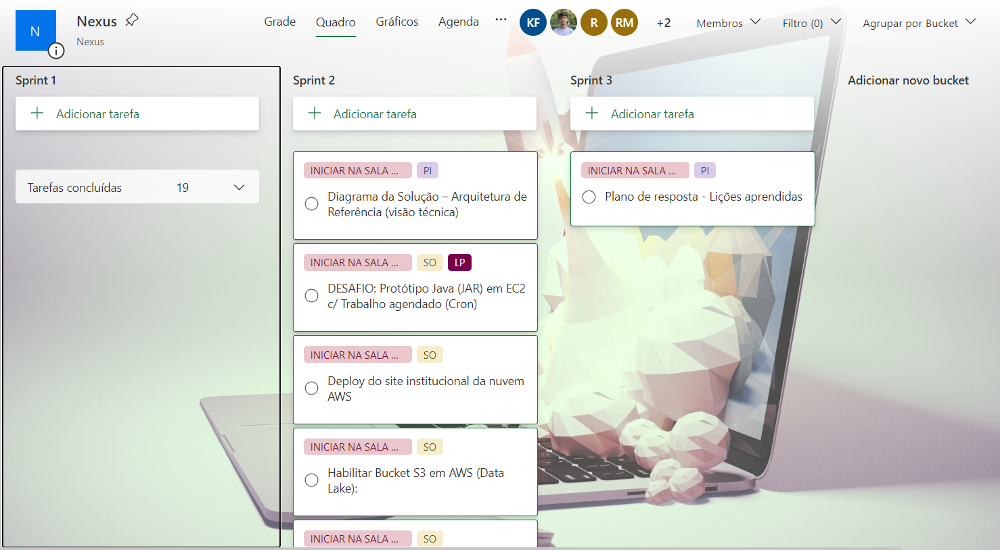 N
Nexus
Nexus
Grade
Quadro
Gráficos
Agenda
KF
R
RM
+2
Membros
Filtro (0)
Agrupar por Bucket
Sprint 1
Adicionar tarefa
Tarefas concluídas 19
Sprint 2
Adicionar tarefa
INICIAR NA SALA ... PI
Diagrama da Solução – Arquitetura de
Referência (visão técnica)
INICIAR NA SALA ... SO LP
DESAFIO: Protótipo Java (JAR) em EC2
c/ Trabalho agendado (Cron)
INICIAR NA SALA ... SO
Deploy do site institucional da nuvem
AWS
INICIAR NA SALA ... SO
Habilitar Bucket S3 em AWS (Data
Lake):
INICIAR NA SALA ... SO
Sprint 3
Adicionar tarefa
INICIAR NA SALA ... PI
Plano de resposta - Lições aprendidas
Adicionar novo bucket